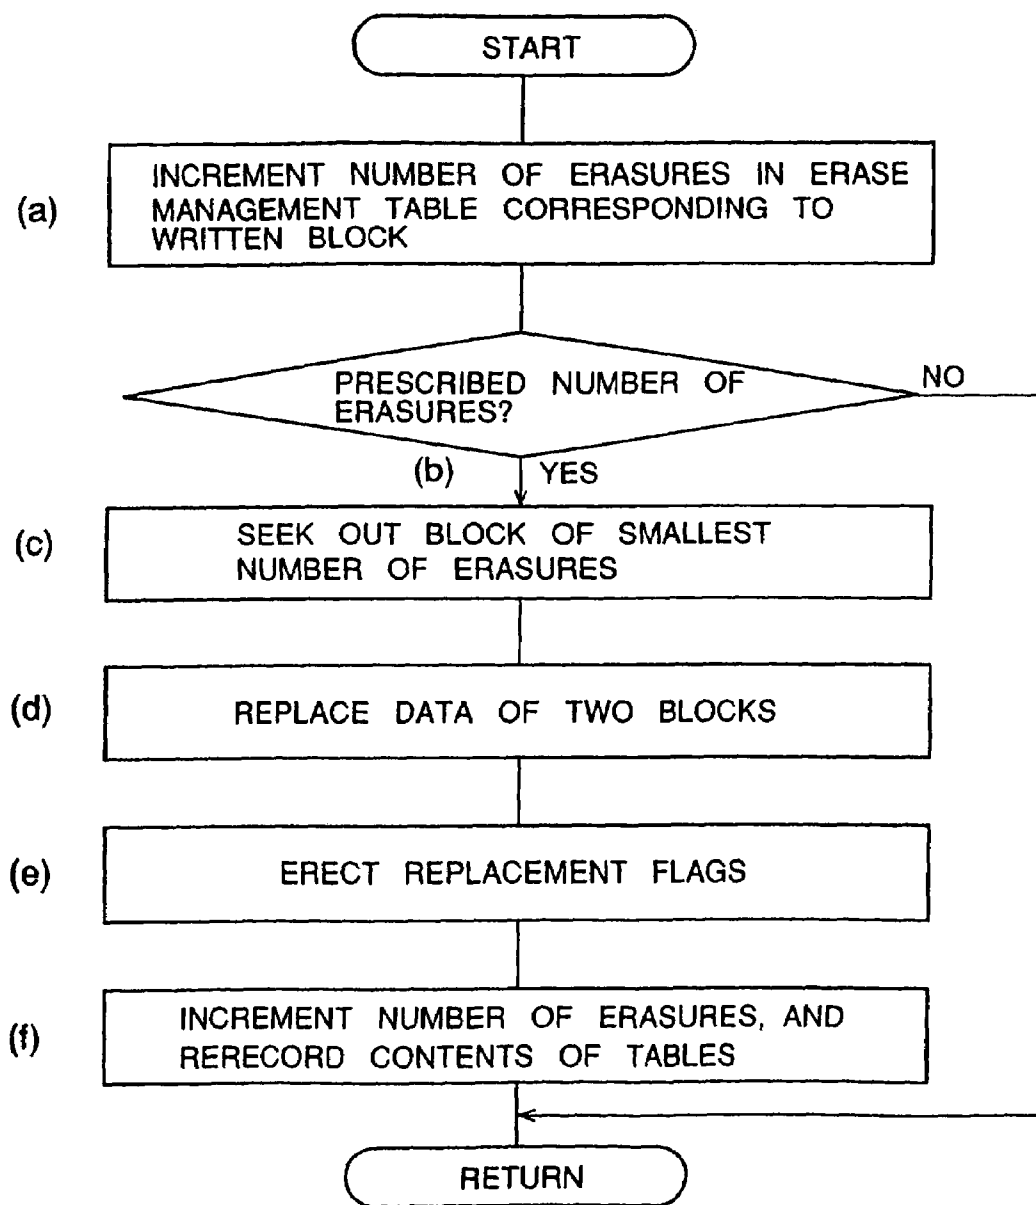 START
(a)
INCREMENT NUMBER OF ERASURES IN ERASE
MANAGEMENT TABLE CORRESPONDING TO
WRITTEN BLOCK
PRESCRIBED NUMBER OF
ERASURES?
NO
(b)
YES
(c)
SEEK OUT BLOCK OF SMALLEST
NUMBER OF ERASURES
(d)
REPLACE DATA OF TWO BLOCKS
(e)
ERECT REPLACEMENT FLAGS
(f)
INCREMENT NUMBER OF ERASURES, AND
RERECORD CONTENTS OF TABLES
RETURN